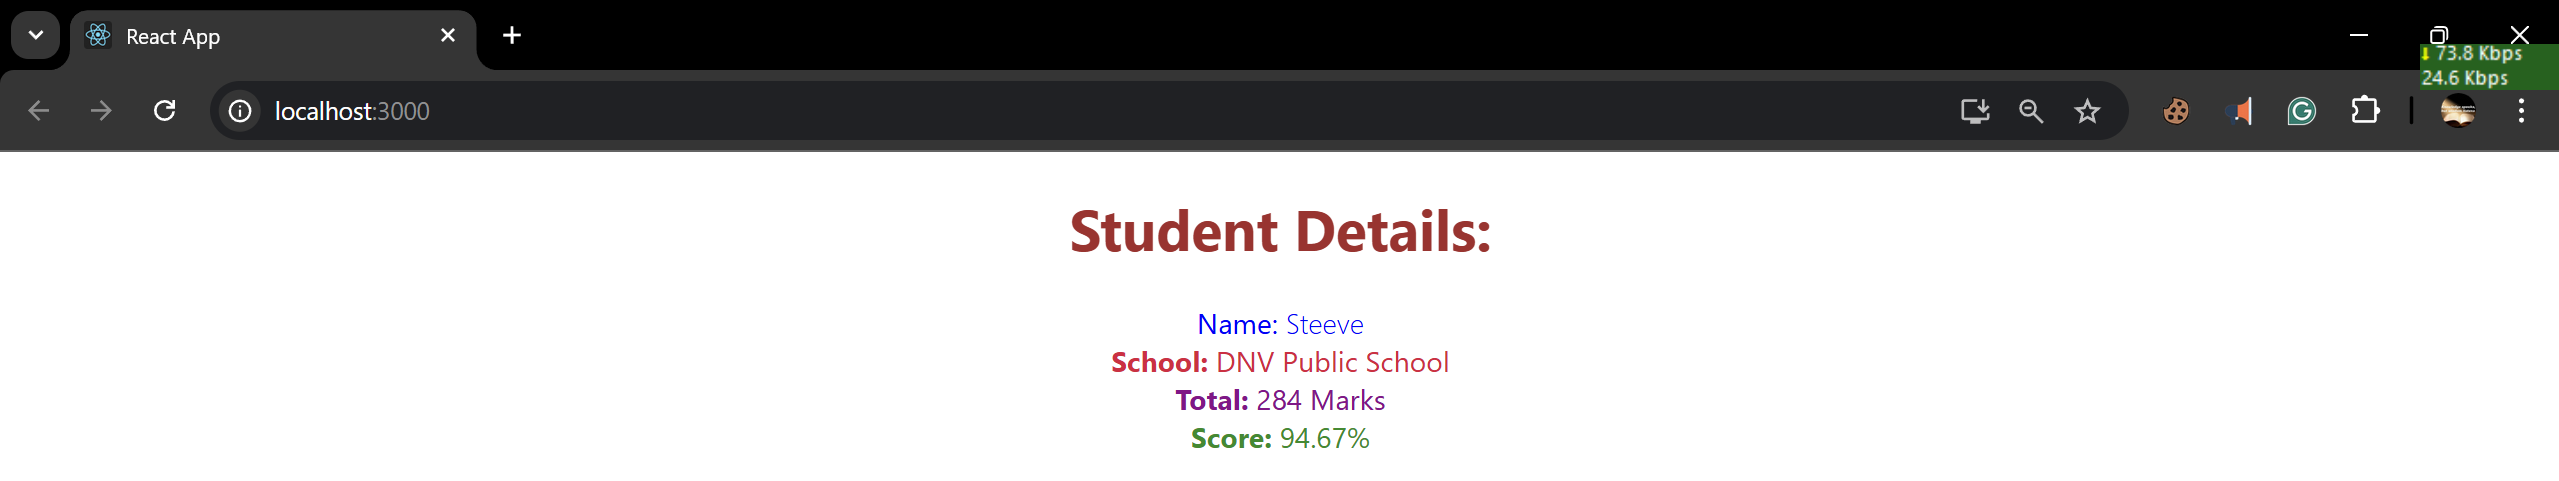 React App
73.8 Kbps
24.6 Kbps
localhost:3000
Student Details:
Name: Steeve
School: DNV Public School
Total: 284 Marks
Score: 94.67%